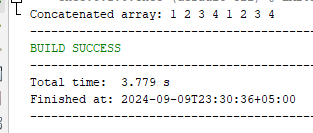 Concatenated array: 1 2 3 4 1 2 3 4
------------------------------------------------
BUILD SUCCESS
------------------------------------------------
Total time:  3.779 s
Finished at: 2024-09-09T23:30:36+05:00
------------------------------------------------